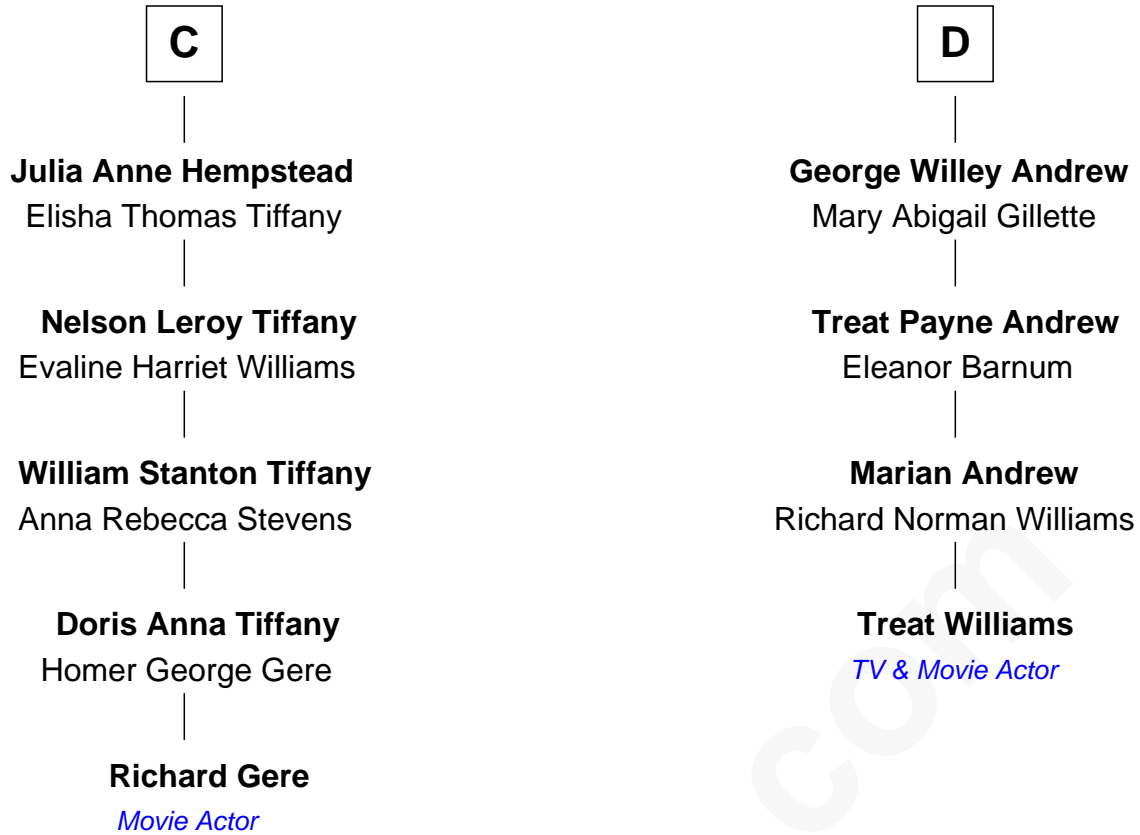 C
Julia Anne Hempstead
Elisha Thomas Tiffany
Nelson Leroy Tiffany
Evaline Harriet Williams
William Stanton Tiffany
Anna Rebecca Stevens
Doris Anna Tiffany
Homer George Gere
Richard Gere
Movie Actor
D
George Willey Andrew
Mary Abigail Gillette
Treat Payne Andrew
Eleanor Barnum
Marian Andrew
Richard Norman Williams
Treat Williams
TV & Movie Actor
com